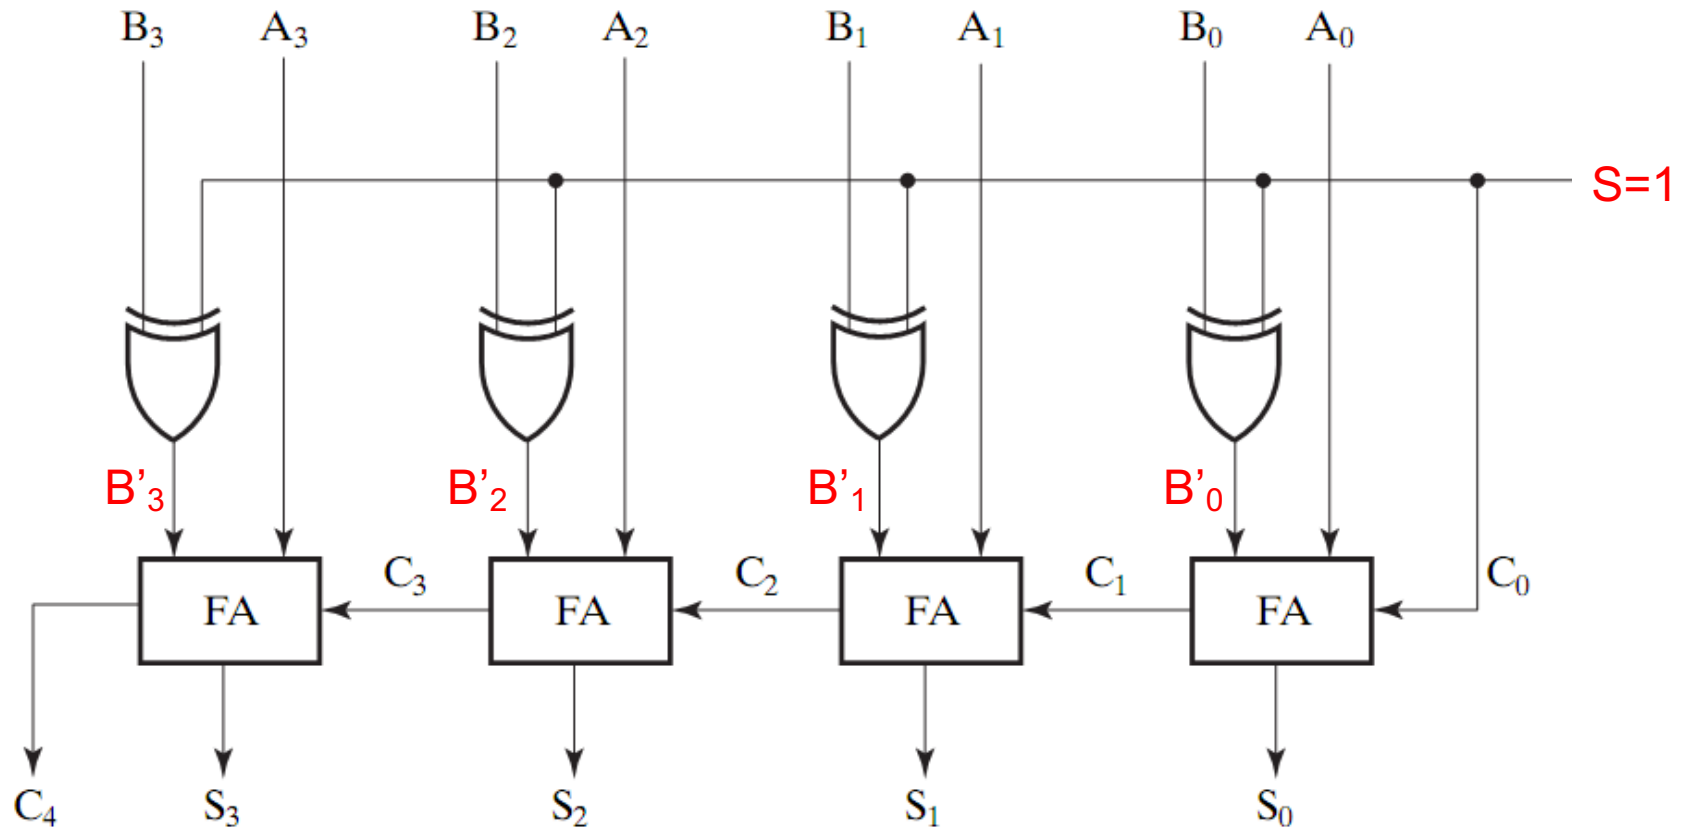 B₃ A₃ B₂ A₂ B₁ A₁ B₀ A₀
S=1
B’₃ B’₂ B’₁ B’₀
C₃ C₂ C₁ C₀
FA FA FA FA
C₄ S₃ S₂ S₁ S₀